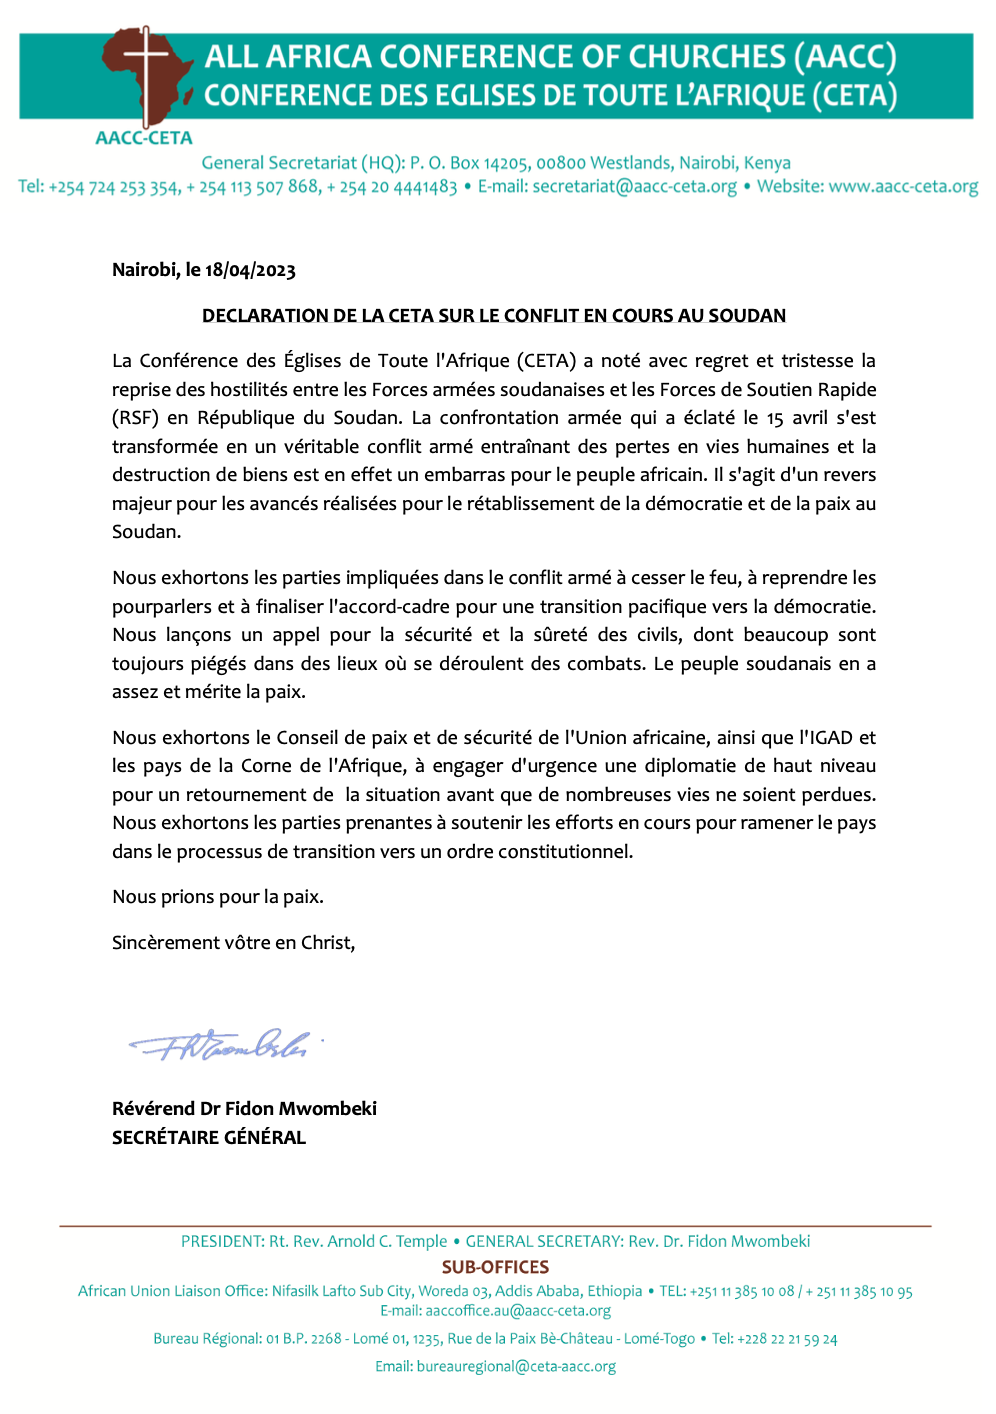 ALL AFRICA CONFERENCE OF CHURCHES (AACC)
CONFERENCE DES EGLISES DE TOUTE L'AFRIQUE (CETA)
AACC-CETA
General Secretariat (HQ): P. O. Box 14205, 00800 Westlands, Nairobi, Kenya
Tel: +254 724 253 354, + 254 113 507 868, + 254 20 4441483 • E-mail: secretariat@aacc-ceta.org • Website: www.aacc-ceta.org
Nairobi, le 18/04/2023
DECLARATION DE LA CETA SUR LE CONFLIT EN COURS AU SOUDAN
La Conférence des Églises de Toute l'Afrique (CETA) a noté avec regret et tristesse la
reprise des hostilités entre les Forces armées soudanaises et les Forces de Soutien Rapide
(RSF) en République du Soudan. La confrontation armée qui a éclaté le 15 avril s'est
transformée en un véritable conflit armé entraînant des pertes en vies humaines et la
destruction de biens est en effet un embarras pour le peuple africain. Il s'agit d'un revers
majeur pour les avancés réalisées pour le rétablissement de la démocratie et de la paix au
Soudan.
Nous exhortons les parties impliquées dans le conflit armé à cesser le feu, à reprendre les
pourparlers et à finaliser l'accord-cadre pour une transition pacifique vers la démocratie.
Nous lançons un appel pour la sécurité et la sûreté des civils, dont beaucoup sont
toujours piégés dans des lieux où se déroulent des combats. Le peuple soudanais en a
assez et mérite la paix.
Nous exhortons le Conseil de paix et de sécurité de l'Union africaine, ainsi que l'IGAD et
les pays de la Corne de l'Afrique, à engager d'urgence une diplomatie de haut niveau
pour un retournement de la situation avant que de nombreuses vies ne soient perdues.
Nous exhortons les parties prenantes à soutenir les efforts en cours pour ramener le pays
dans le processus de transition vers un ordre constitutionnel.
Nous prions pour la paix.
Sincèrement vôtre en Christ,
FRMwombeki
Révérend Dr Fidon Mwombeki
SECRÉTAIRE GÉNÉRAL
PRESIDENT: Rt. Rev. Arnold C. Temple • GENERAL SECRETARY: Rev. Dr. Fidon Mwombeki
SUB-OFFICES
African Union Liaison Office: Nifasilk Lafto Sub City, Woreda 03, Addis Ababa, Ethiopia • TEL: +251 11 385 10 08 / + 251 11 385 10 95
E-mail: aaccoffice.au@aacc-ceta.org
Bureau Régional: 01 B.P. 2268 - Lomé 01, 1235, Rue de la Paix Bè-Château - Lomé-Togo • Tel: +228 22 21 59 24
Email: bureauregional@ceta-aacc.org